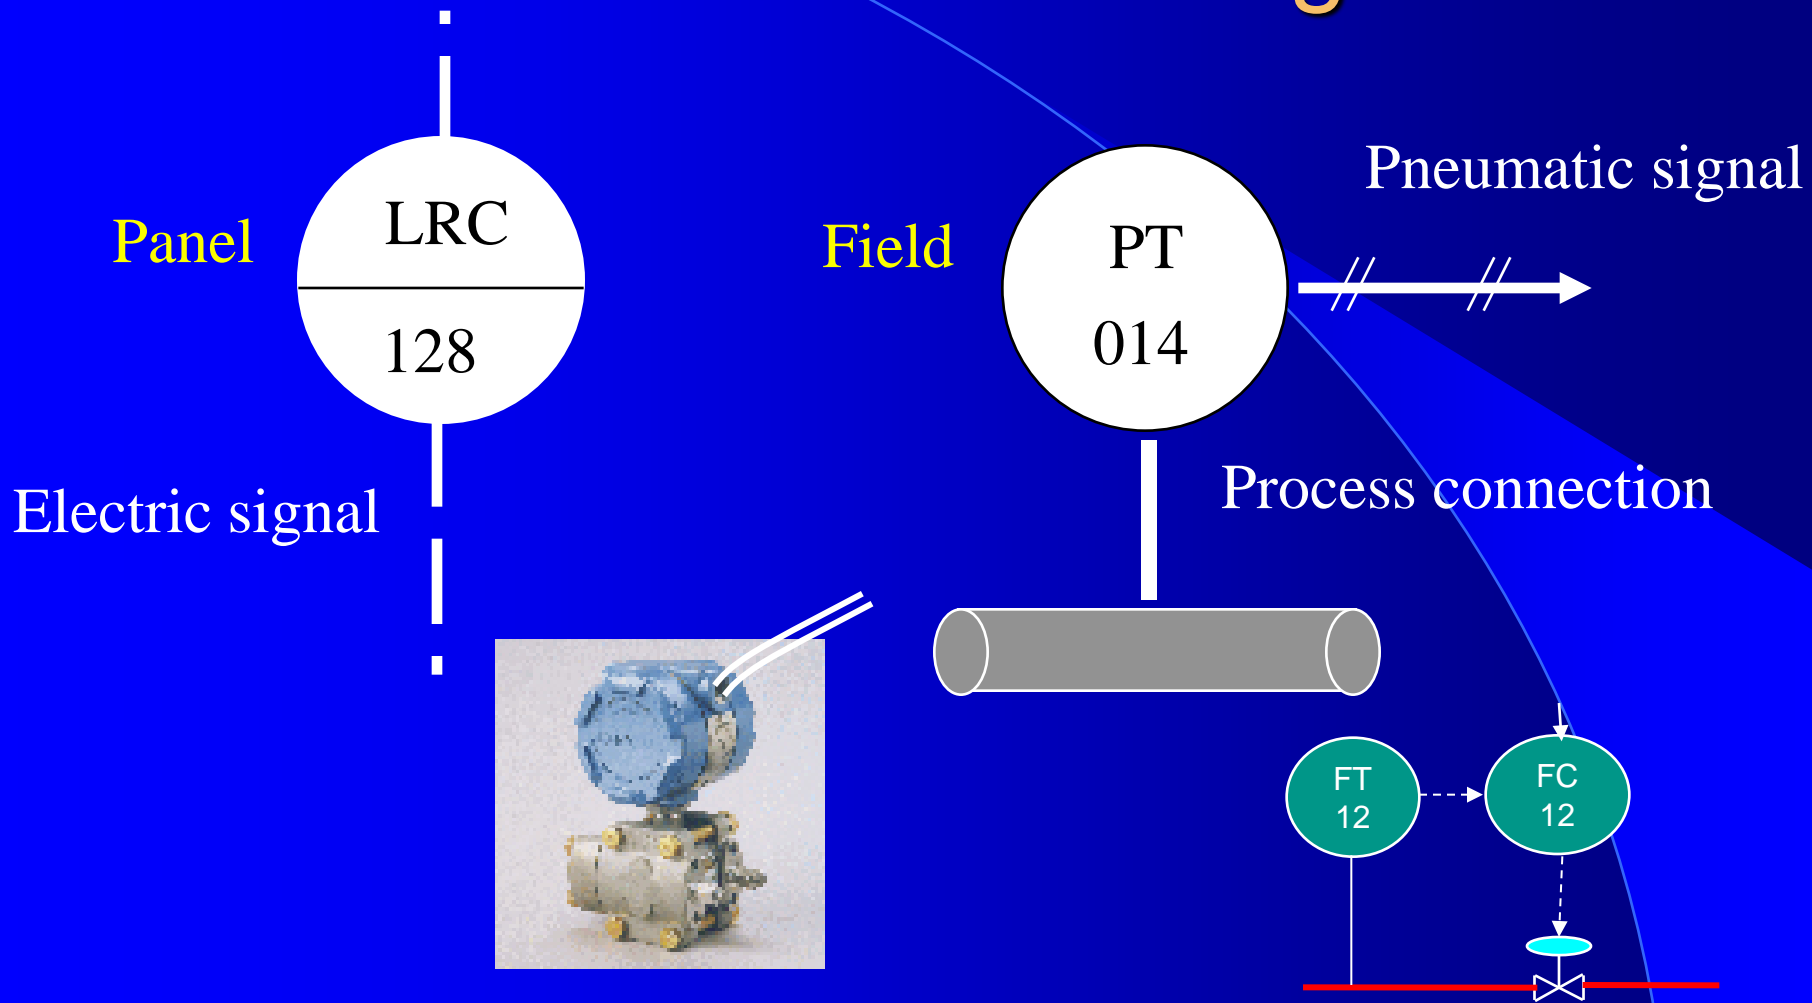 Panel
LRC
128
Electric signal
Field
PT
014
Pneumatic signal
Process connection
FT
12
FC
12